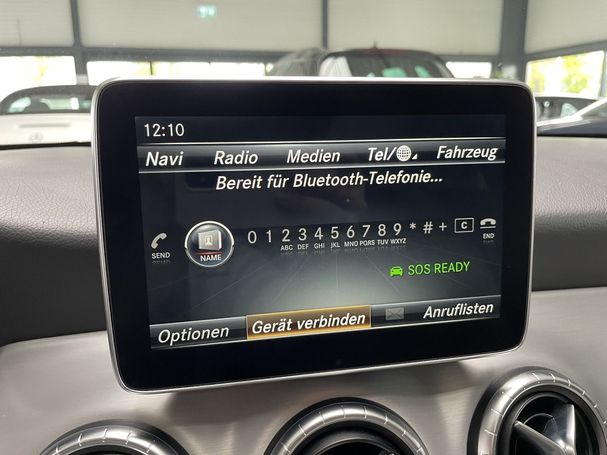 12:10
Navi Radio Medien Tel/ Fahrzeug
Bereit für Bluetooth-Telefonie...
0 1 2 3 4 5 6 7 8 9 * # + C
ABC DEF GHI JKL MNO PQRS TUV WXYZ
SEND NAME END
SOS READY
Optionen Gerät verbinden Anruflisten